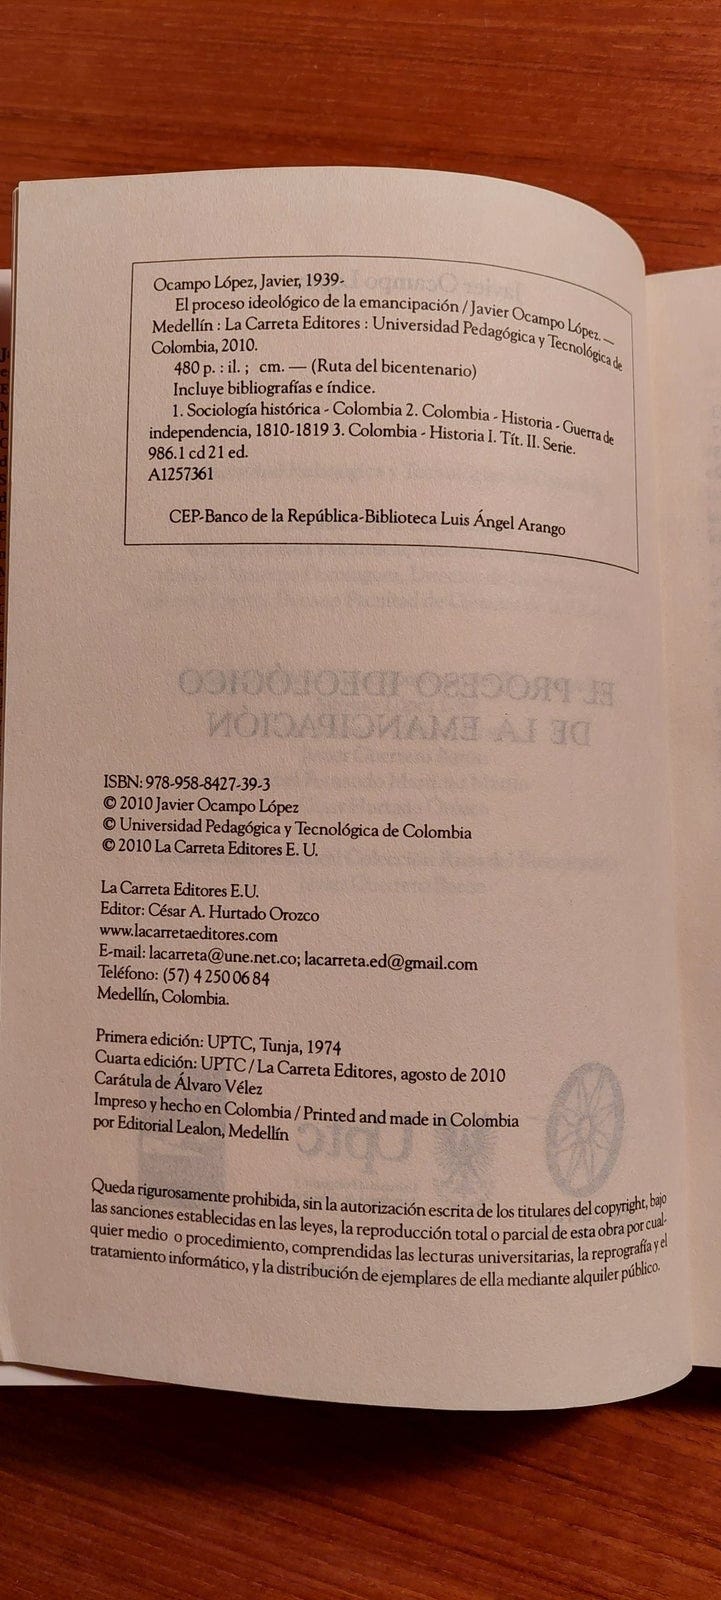 Ocampo López, Javier, 1939-
El proceso ideológico de la emancipación / Javier Ocampo López. —
Medellín : La Carreta Editores : Universidad Pedagógica y Tecnológica de
Colombia, 2010.
480 p. : il. ; cm. — (Ruta del bicentenario)
Incluye bibliografías e índice.
1. Sociología histórica - Colombia 2. Colombia - Historia - Guerra de
independencia, 1810-1819 3. Colombia - Historia I. Tít. II. Serie.
986.1 cd 21 ed.
A1257361
CEP-Banco de la República-Biblioteca Luis Ángel Arango
EL PROCESO IDEOLÓGICO
DE LA EMANCIPACIÓN
ISBN: 978-958-8427-39-3
© 2010 Javier Ocampo López
© Universidad Pedagógica y Tecnológica de Colombia
© 2010 La Carreta Editores E. U.
La Carreta Editores E.U.
Editor: César A. Hurtado Orozco
www.lacarretaeditores.com
E-mail: lacarreta@une.net.co; lacarreta.ed@gmail.com
Teléfono: (57) 4 250 06 84
Medellín, Colombia.
Primera edición: UPTC, Tunja, 1974
Cuarta edición: UPTC / La Carreta Editores, agosto de 2010
Carátula de Álvaro Vélez
Impreso y hecho en Colombia / Printed and made in Colombia
por Editorial Lealon, Medellín
Uptc
Queda rigurosamente prohibida, sin la autorización escrita de los titulares del copyright, bajo
las sanciones establecidas en las leyes, la reproducción total o parcial de esta obra por cual-
quier medio o procedimiento, comprendidas las lecturas universitarias, la reprografía y el
tratamiento informático, y la distribución de ejemplares de ella mediante alquiler público.